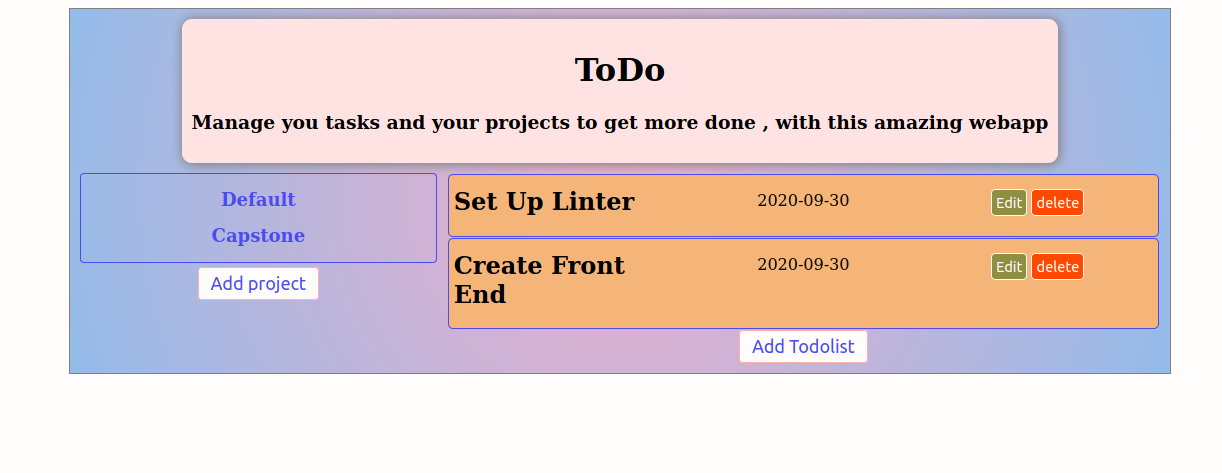 ToDo
Manage you tasks and your projects to get more done , with this amazing webapp
Default
Capstone
Add project
Set Up Linter 2020-09-30 Edit delete
Create Front 2020-09-30 Edit delete
End
Add Todolist